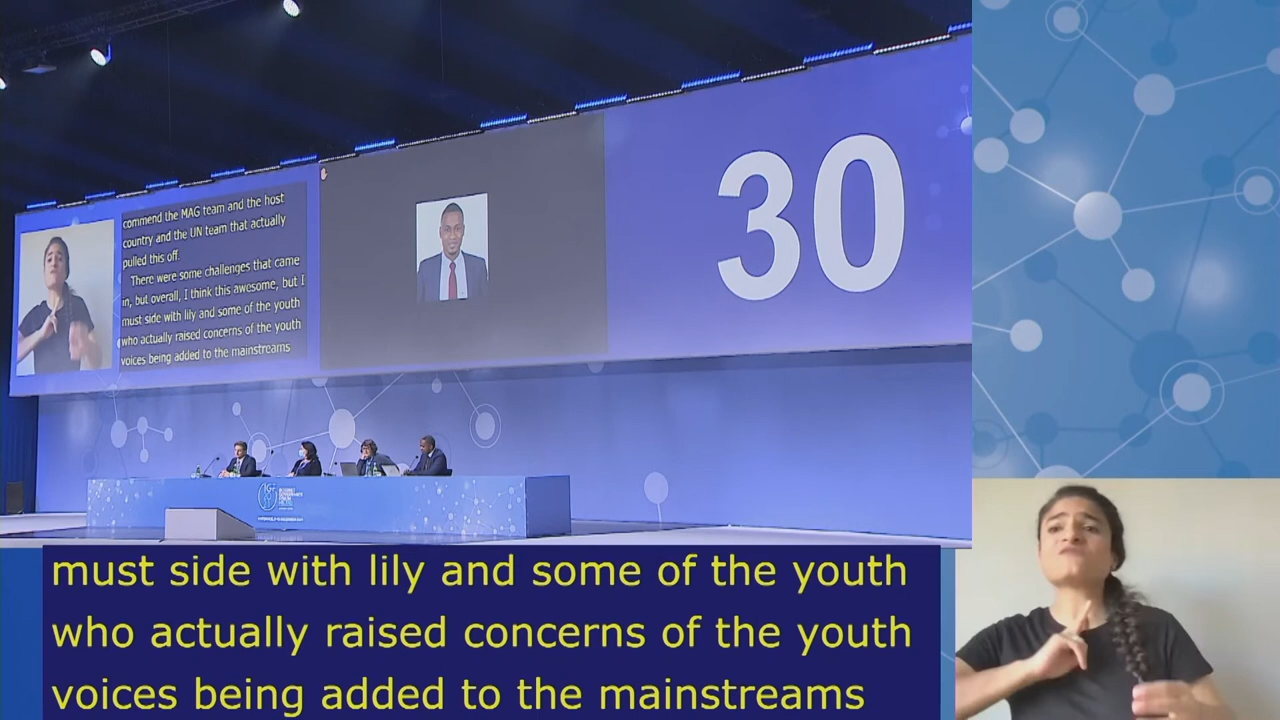 commend the MAG team and the host
country and the UN team that actually
pulled this off.
There were some challenges that came
in, but overall, I think this awesome, but I
must side with lily and some of the youth
who actually raised concerns of the youth
voices being added to the mainstreams
30
must side with lily and some of the youth
who actually raised concerns of the youth
voices being added to the mainstreams